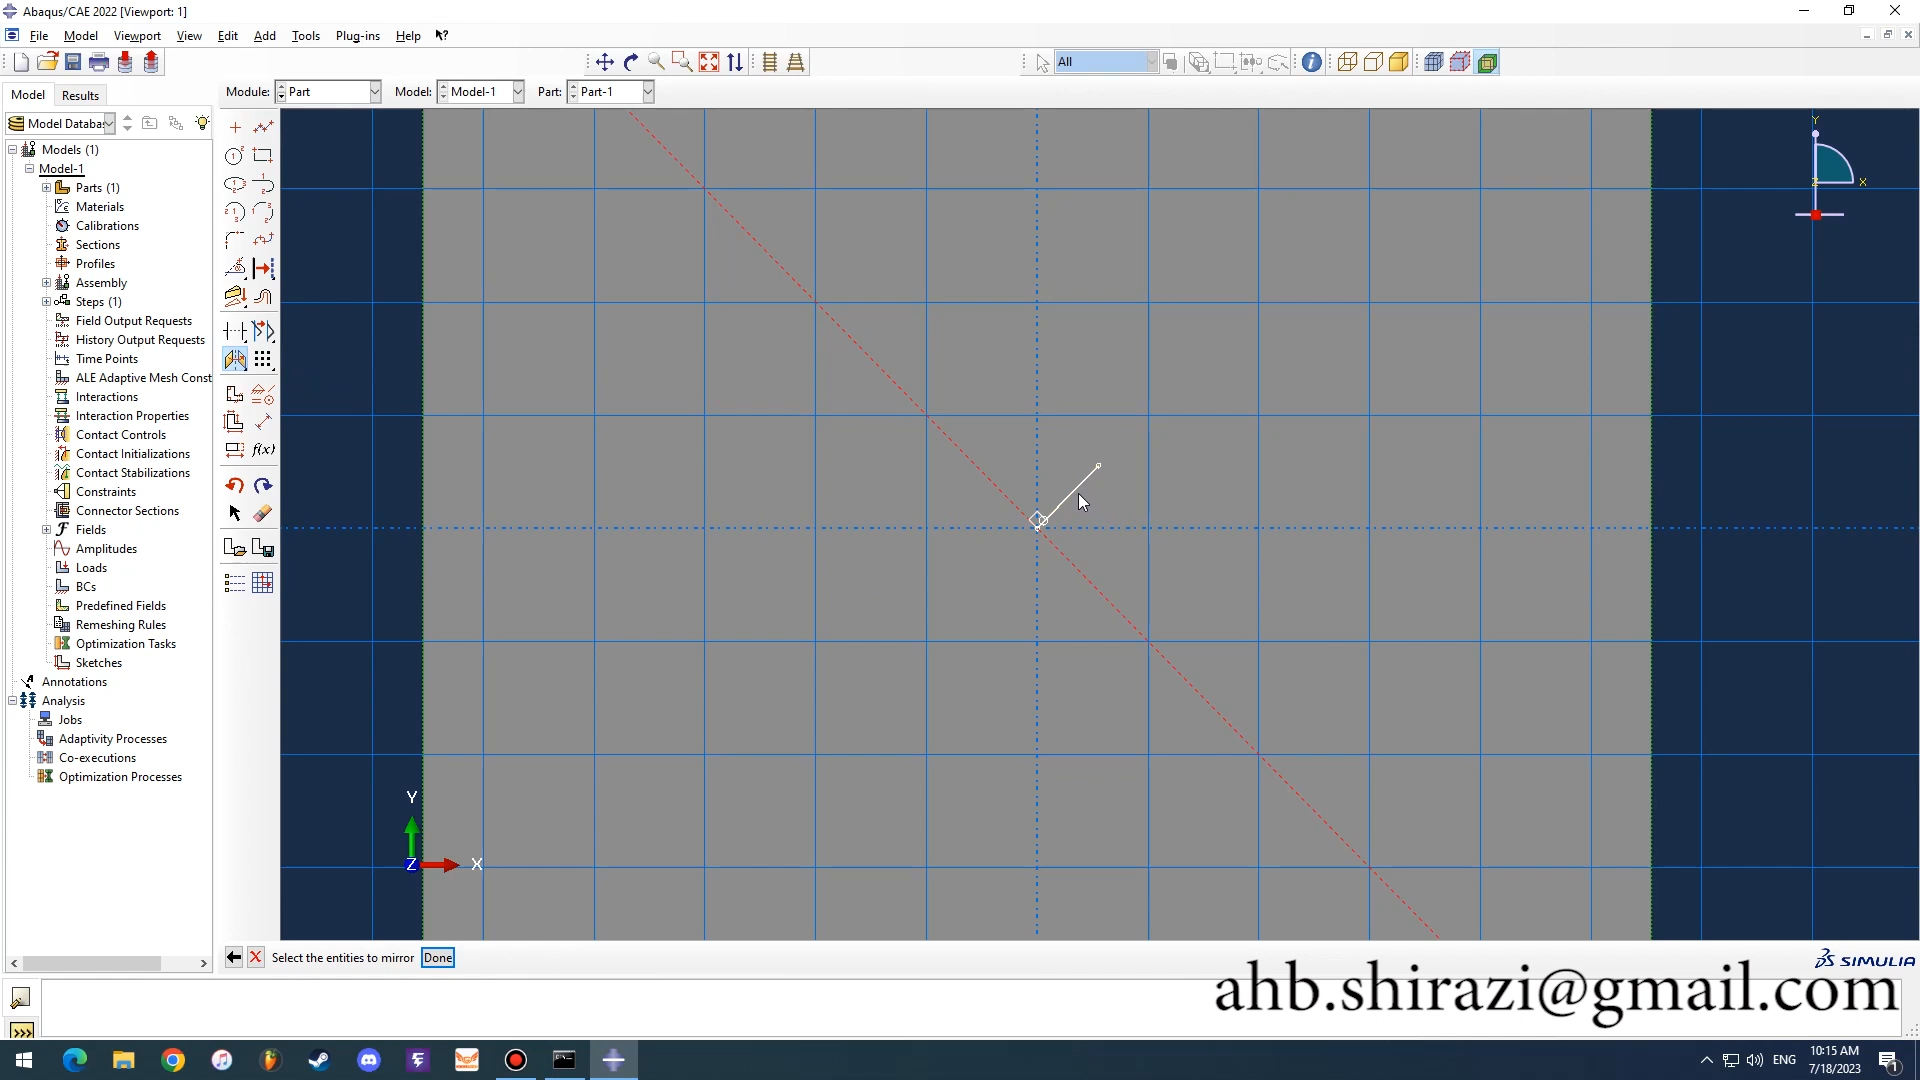 Abaqus/CAE 2022 [Viewport: 1]
File Model Viewport View Edit Add Tools Plug-ins Help
All
Model Results
Module: Part Model: Model-1 Part: Part-1
Model Databa
Models (1)
Model-1
Parts (1)
Materials
Calibrations
Sections
Profiles
Assembly
Steps (1)
Field Output Requests
History Output Requests
Time Points
ALE Adaptive Mesh Const
Interactions
Interaction Properties
Contact Controls
Contact Initializations
Contact Stabilizations
Constraints
Connector Sections
Fields
Amplitudes
Loads
BCs
Predefined Fields
Remeshing Rules
Optimization Tasks
Sketches
Annotations
Analysis
Jobs
Adaptivity Processes
Co-executions
Optimization Processes
f(x)
Y
Z X
Y
Z X
Select the entities to mirror Done
SIMULIA
ahb.shirazi@gmail.com
>>>
ENG
10:15 AM
7/18/2023
1